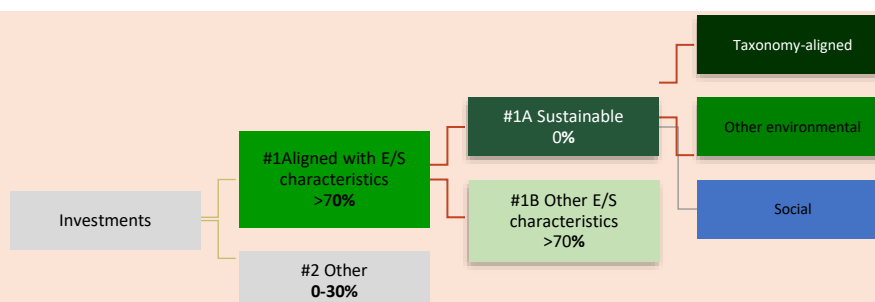 Investments
#1Aligned with E/S
characteristics
>70%
#2 Other
0-30%
#1A Sustainable
0%
#1B Other E/S
characteristics
>70%
Taxonomy-aligned
Other environmental
Social